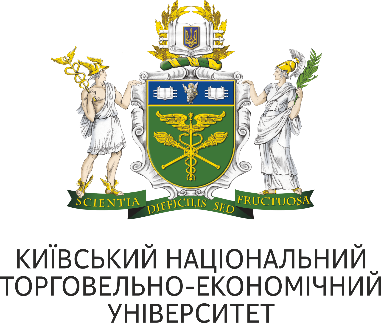 SCIENTIA DIFFICILIS SED FRUCTUOSA
КИЇВСЬКИЙ НАЦІОНАЛЬНИЙ
ТОРГОВЕЛЬНО-ЕКОНОМІЧНИЙ
УНІВЕРСИТЕТ